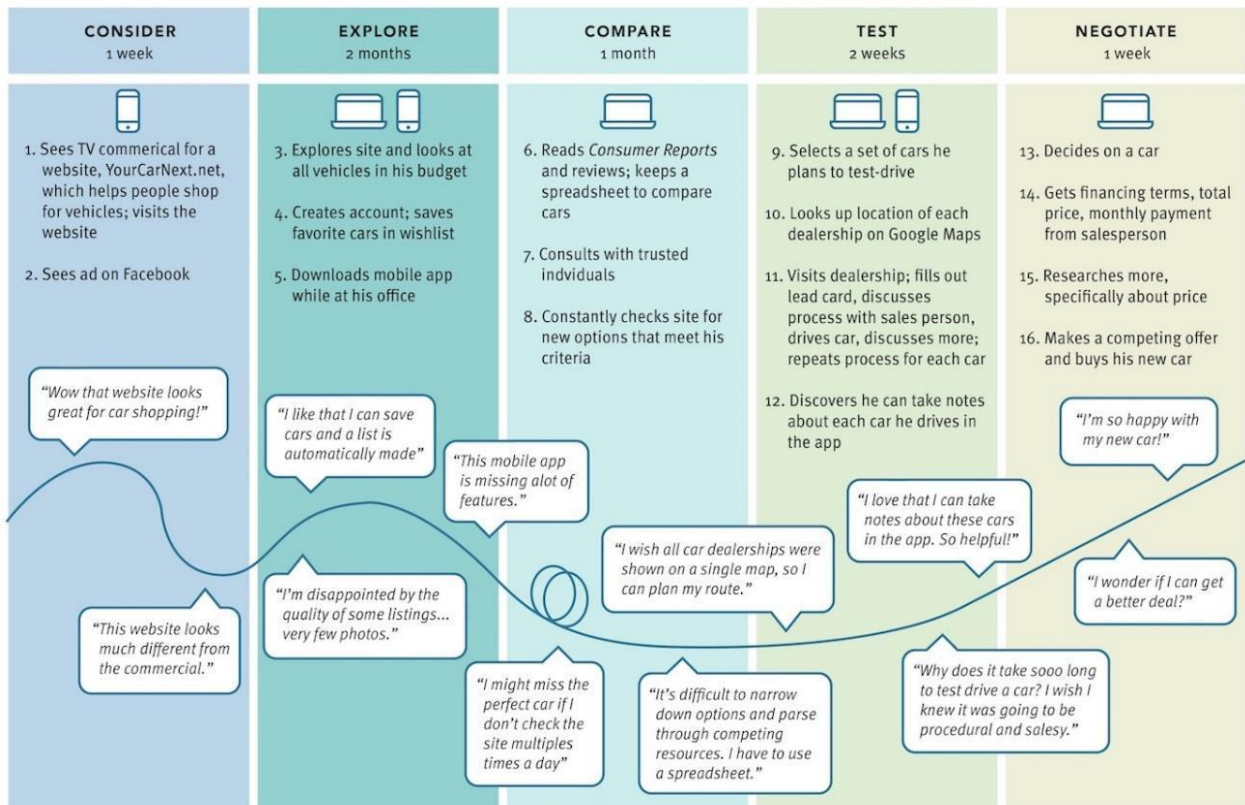 CONSIDER
1 week
EXPLORE
2 months
COMPARE
1 month
TEST
2 weeks
NEGOTIATE
1 week
1. Sees TV commerical for a
website, YourCarNext.net,
which helps people shop
for vehicles; visits the
website
2. Sees ad on Facebook
3. Explores site and looks at
all vehicles in his budget
4. Creates account; saves
favorite cars in wishlist
5. Downloads mobile app
while at his office
6. Reads Consumer Reports
and reviews; keeps a
spreadsheet to compare
cars
7. Consults with trusted
indviduals
8. Constantly checks site for
new options that meet his
criteria
9. Selects a set of cars he
plans to test-drive
10. Looks up location of each
dealership on Google Maps
11. Visits dealership; fills out
lead card, discusses
process with sales person,
drives car, discusses more;
repeats process for each car
12. Discovers he can take notes
about each car he drives in
the app
13. Decides on a car
14. Gets financing terms, total
price, monthly payment
from salesperson
15. Researches more,
specifically about price
16. Makes a competing offer
and buys his new car
“Wow that website looks
great for car shopping!”
“This website looks
much different from
the commercial.”
“I like that I can save
cars and a list is
automatically made”
“I’m disappointed by the
quality of some listings...
very few photos.”
“This mobile app
is missing alot of
features.”
“I might miss the
perfect car if I
don’t check the
site multiples
times a day”
“It’s difficult to narrow
down options and parse
through competing
resources. I have to use
a spreadsheet.”
“I wish all car dealerships were
shown on a single map, so I
can plan my route.”
“I love that I can take
notes about these cars
in the app. So helpful!”
“Why does it take sooo long
to test drive a car? I wish I
knew it was going to be
procedural and salesy.”
“I’m so happy with
my new car!”
“I wonder if I can get
a better deal?”